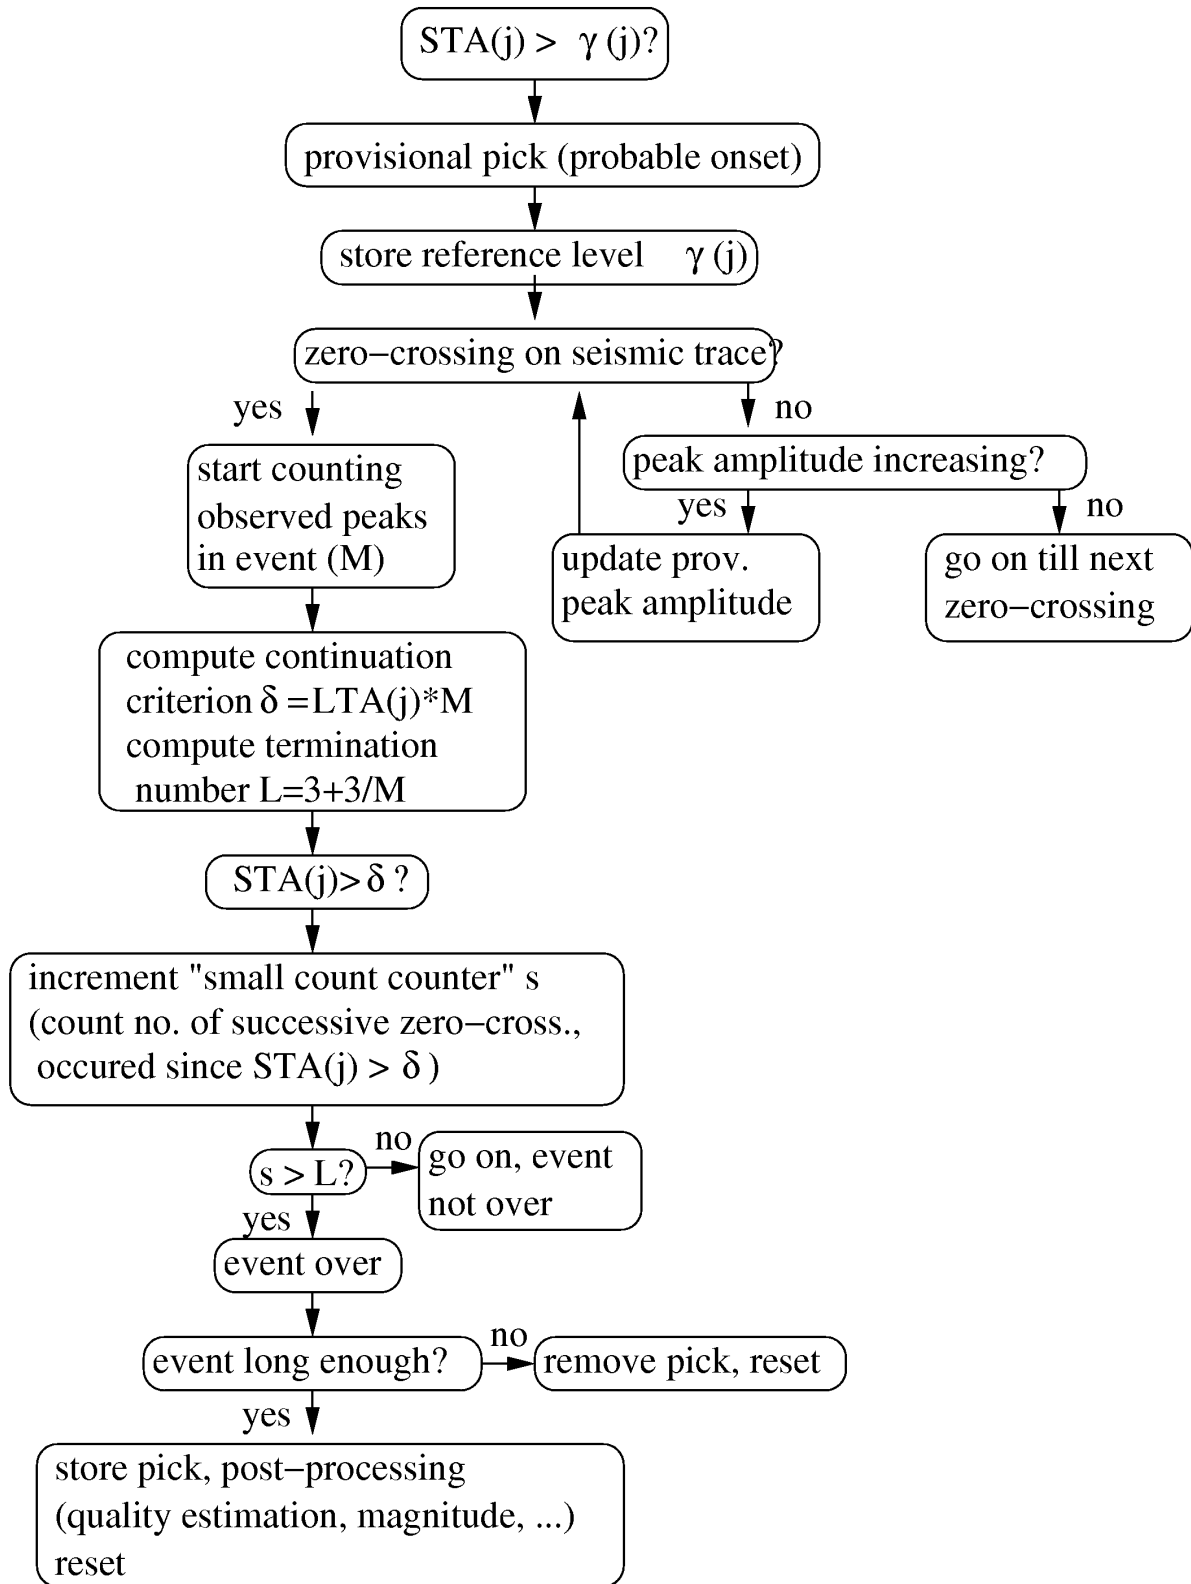 STA(j) > γ (j)?
provisional pick (probable onset)
store reference level γ (j)
zero−crossing on seismic trace?
yes
no
start counting
observed peaks
in event (M)
peak amplitude increasing?
yes
no
update prov.
peak amplitude
go on till next
zero−crossing
compute continuation
criterion δ =LTA(j)*M
compute termination
number L=3+3/M
STA(j)> δ ?
increment "small count counter" s
(count no. of successive zero−cross.,
occured since STA(j) > δ )
s > L?
no
go on, event
not over
yes
event over
event long enough?
no
remove pick, reset
yes
store pick, post−processing
(quality estimation, magnitude, ...)
reset